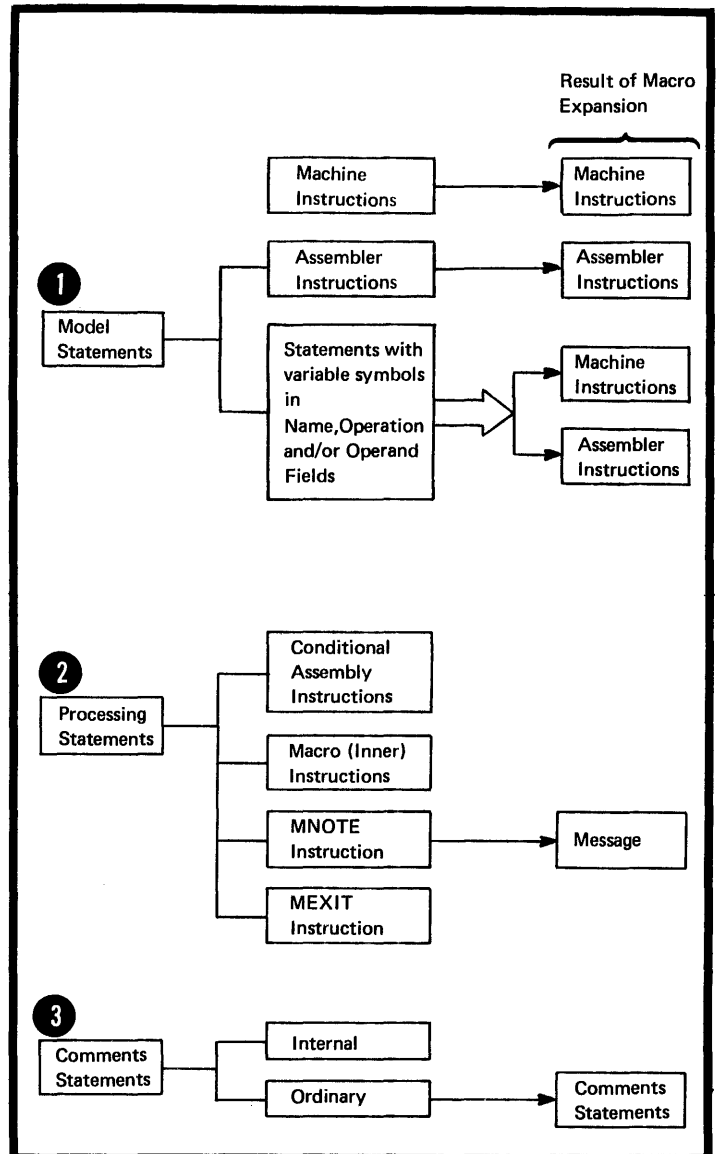 Result of Macro
Expansion
Machine
Instructions
Machine
Instructions
Assembler
Instructions
Assembler
Instructions
1
Model
Statements
Statements with
variable symbols
in
Name,Operation
and/or Operand
Fields
Machine
Instructions
Assembler
Instructions
2
Processing
Statements
Conditional
Assembly
Instructions
Macro (Inner)
Instructions
MNOTE
Instruction
Message
MEXIT
Instruction
3
Comments
Statements
Internal
Ordinary
Comments
Statements